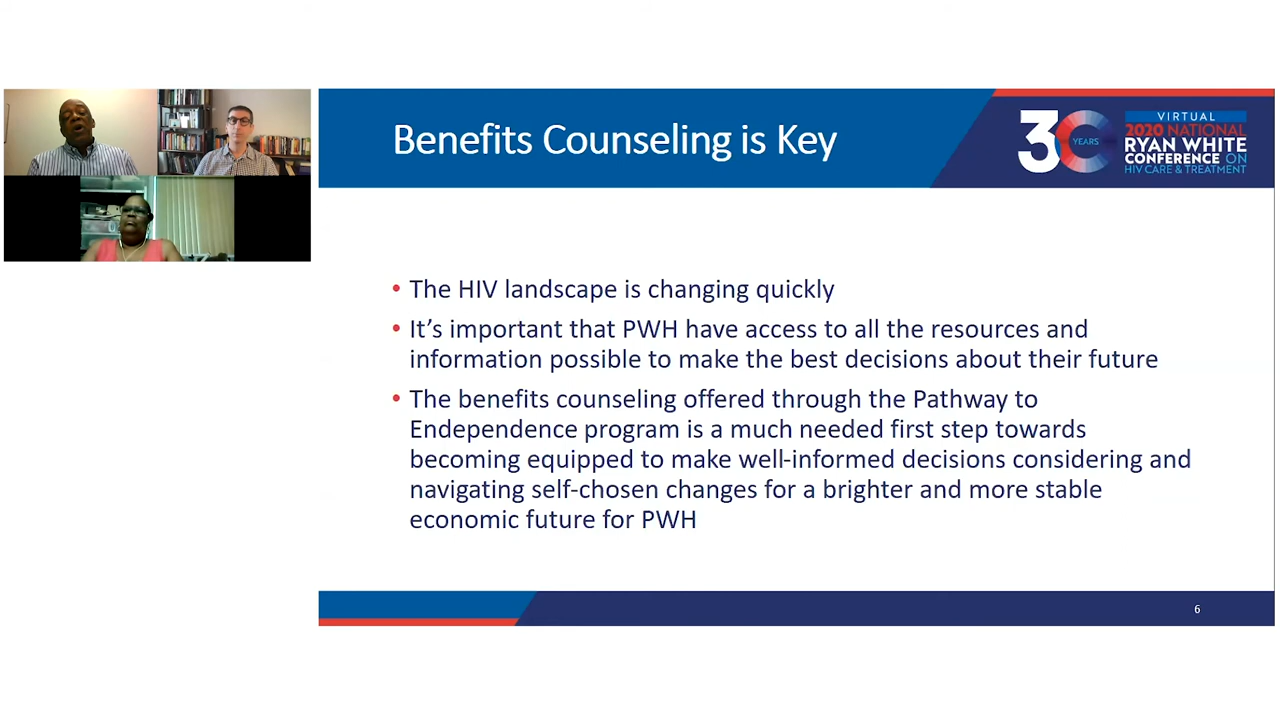 Benefits Counseling is Key
30
YEARS
VIRTUAL
2020 NATIONAL
RYAN WHITE
CONFERENCE ON
HIV CARE & TREATMENT
• The HIV landscape is changing quickly
• It’s important that PWH have access to all the resources and
information possible to make the best decisions about their future
• The benefits counseling offered through the Pathway to
Endependence program is a much needed first step towards
becoming equipped to make well-informed decisions considering and
navigating self-chosen changes for a brighter and more stable
economic future for PWH
6